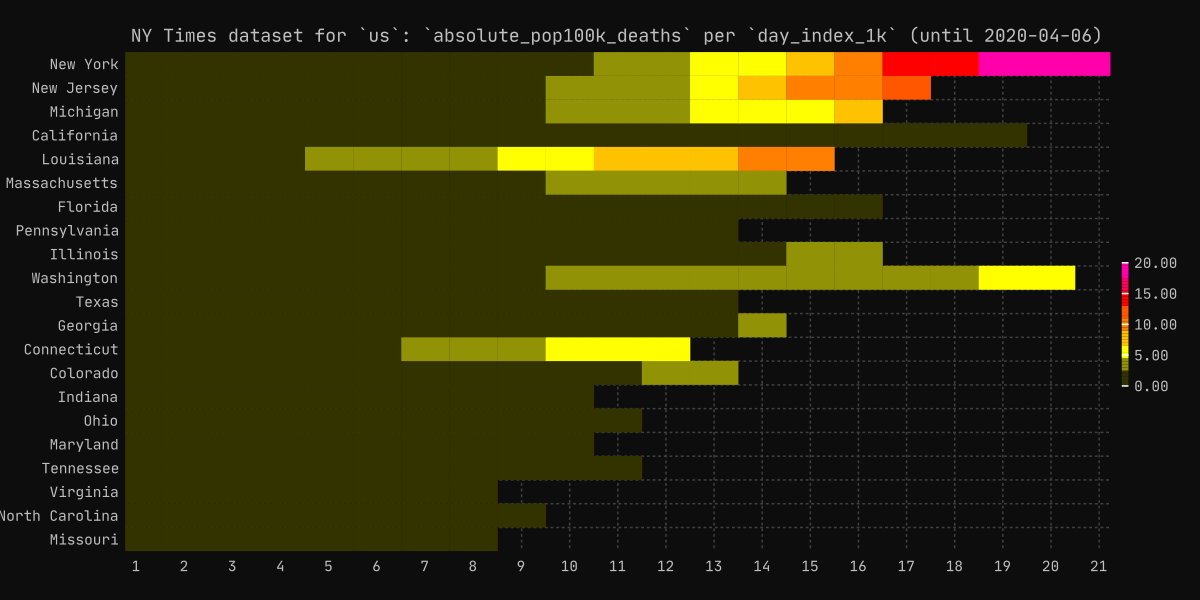 NY Times dataset for `us`: `absolute_pop100k_deaths` per `day_index_1k` (until 2020-04-06)
New York
New Jersey
Michigan
California
Louisiana
Massachusetts
Florida
Pennsylvania
Illinois
Washington
Texas
Georgia
Connecticut
Colorado
Indiana
Ohio
Maryland
Tennessee
Virginia
North Carolina
Missouri
20.00
15.00
10.00
5.00
0.00
1 2 3 4 5 6 7 8 9 10 11 12 13 14 15 16 17 18 19 20 21